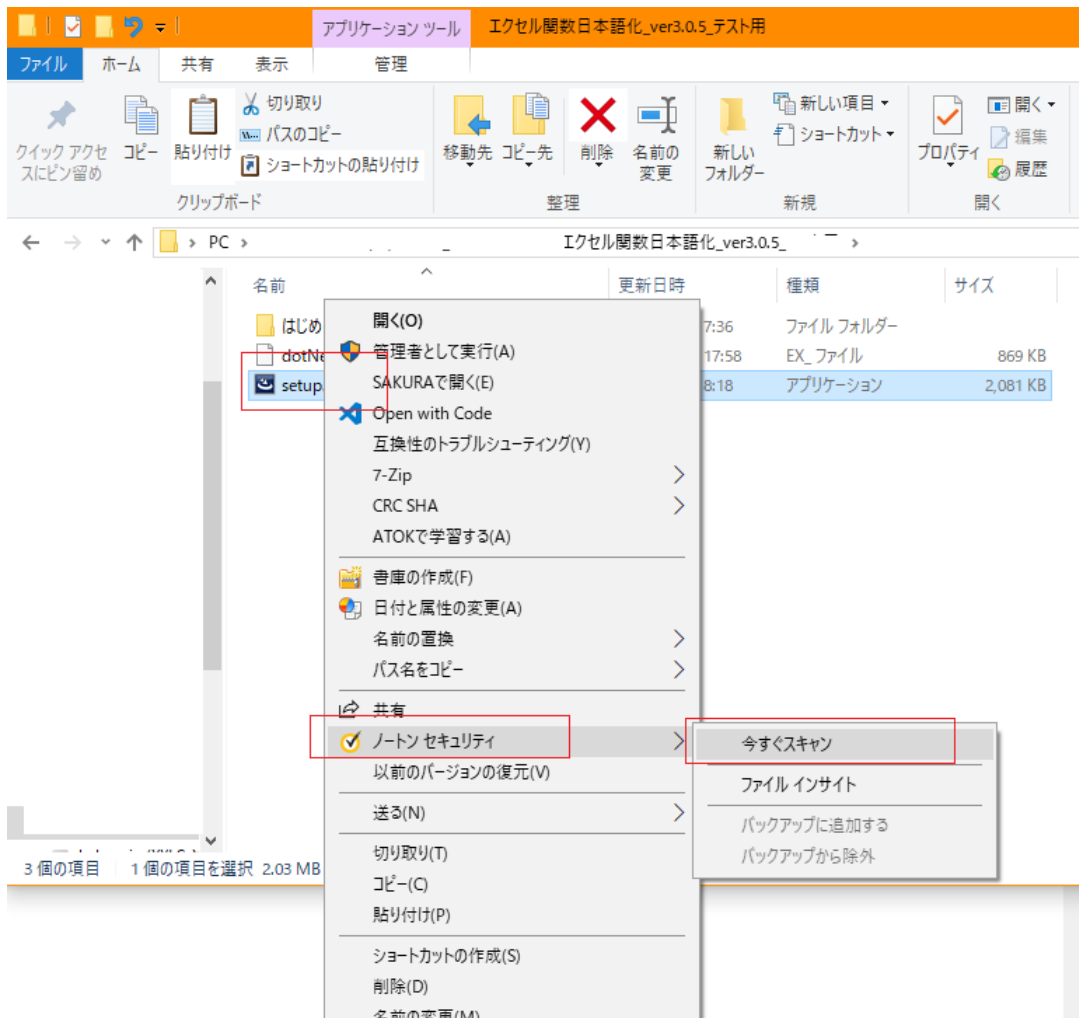 アプリケーション ツール
エクセル関数日本語化_ver3.0.5_テスト用
ファイル
ホーム
共有
表示
管理
クイック アクセ
スにピン留め
コピー
貼り付け
切り取り
パスのコピー
ショートカットの貼り付け
クリップボード
移動先
コピー先
削除
名前の
変更
整理
新しい
フォルダー
新しい項目
ショートカット
新規
プロパティ
開く
編集
履歴
開く
PC
エクセル関数日本語化_ver3.0.5_
名前
更新日時
種類
サイズ
はじめ
7:36
ファイル フォルダー
dotNe
17:58
EX_ ファイル
869 KB
setup
8:18
アプリケーション
2,081 KB
開く(O)
管理者として実行(A)
SAKURAで開く(E)
Open with Code
互換性のトラブルシューティング(Y)
7-Zip
CRC SHA
ATOKで学習する(A)
書庫の作成(F)
日付と属性の変更(A)
名前の置換
パス名をコピー
共有
ノートン セキュリティ
以前のバージョンの復元(V)
送る(N)
切り取り(T)
コピー(C)
貼り付け(P)
ショートカットの作成(S)
削除(D)
名前の変更(M)
今すぐスキャン
ファイル インサイト
バックアップに追加する
バックアップから除外
3 個の項目
1 個の項目を選択 2.03 MB